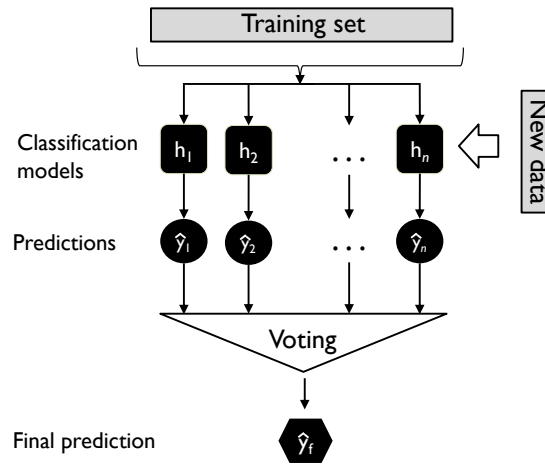 Training set
Classification
models
h₁
h₂
. . .
hₙ
New data
Predictions
ŷ₁
ŷ₂
. . .
ŷₙ
Voting
Final prediction
ŷf